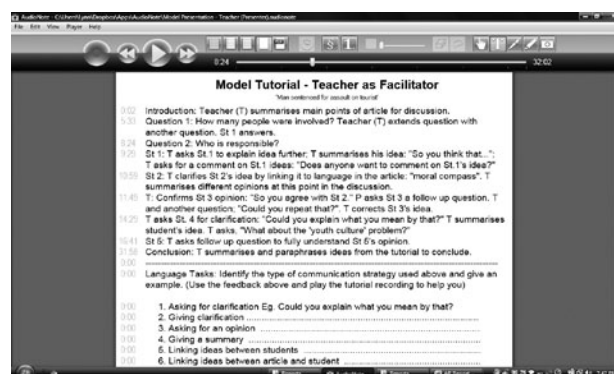 AudioNote - C:\Users\Lynn\Dropbox\Apps\AudioNote\Model Presentation - Teacher (Presenter).audionote
File Edit View Player Help
8:24 32:02
Model Tutorial - Teacher as Facilitator
'Man sentenced for assault on tourist'
0:02 Introduction: Teacher (T) summarises main points of article for discussion.
5:33 Question 1: How many people were involved? Teacher (T) extends question with
another question. St 1 answers.
8:24 Question 2: Who is responsible?
9:25 St 1: T asks St.1 to explain idea further; T summarises his idea: "So you think that...";
T asks for a comment on St.1 ideas: "Does anyone want to comment on St.1's idea?"
10:59 St 2: T clarifies St 2's idea by linking it to language in the article: "moral compass". T
summarises different opinions at this point in the discussion.
11:45 T: Confirms St 3 opinion: "So you agree with St 2." P asks St 3 a follow up question. T
and another question; "Could you repeat that?". T corrects St 3's idea.
14:25 T asks St. 4 for clarification: "Could you explain what you mean by that?" T summarises
student's idea. T asks, "What about the 'youth culture' problem?"
16:41 St 5: T asks follow up question to fully understand St 5's opinion.
31:58 Conclusion: T summarises and paraphrases ideas from the tutorial to conclude.
0:00
0:00 Language Tasks: Identify the type of communication strategy used above and give an
example. (Use the feedback above and play the tutorial recording to help you)
0:00 1. Asking for clarification Eg. Could you explain what you mean by that?
0:00 2. Giving clarification
0:00 3. Asking for an opinion
0:00 4. Giving a summary
0:00 5. Linking ideas between students
0:00 6. Linking ideas between article and student